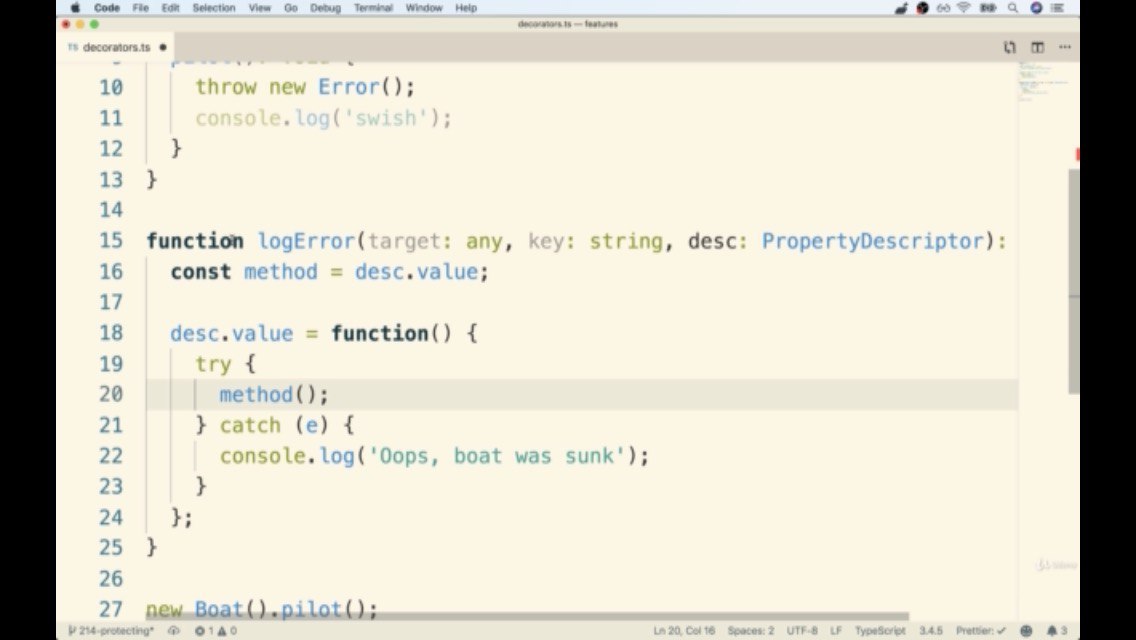 Code File Edit Selection View Go Debug Terminal Window Help
decorators.ts — features
TS decorators.ts
10 throw new Error();
11 console.log('swish');
12 }
13 }
14
15 function logError(target: any, key: string, desc: PropertyDescriptor):
16 const method = desc.value;
17
18 desc.value = function() {
19 try {
20 method();
21 } catch (e) {
22 console.log('Oops, boat was sunk');
23 }
24 };
25 }
26
27 new Boat().pilot();
214-protecting* 1 0 Ln 20, Col 16 Spaces: 2 UTF-8 LF TypeScript 3.4.5 Prettier: ✓ 3